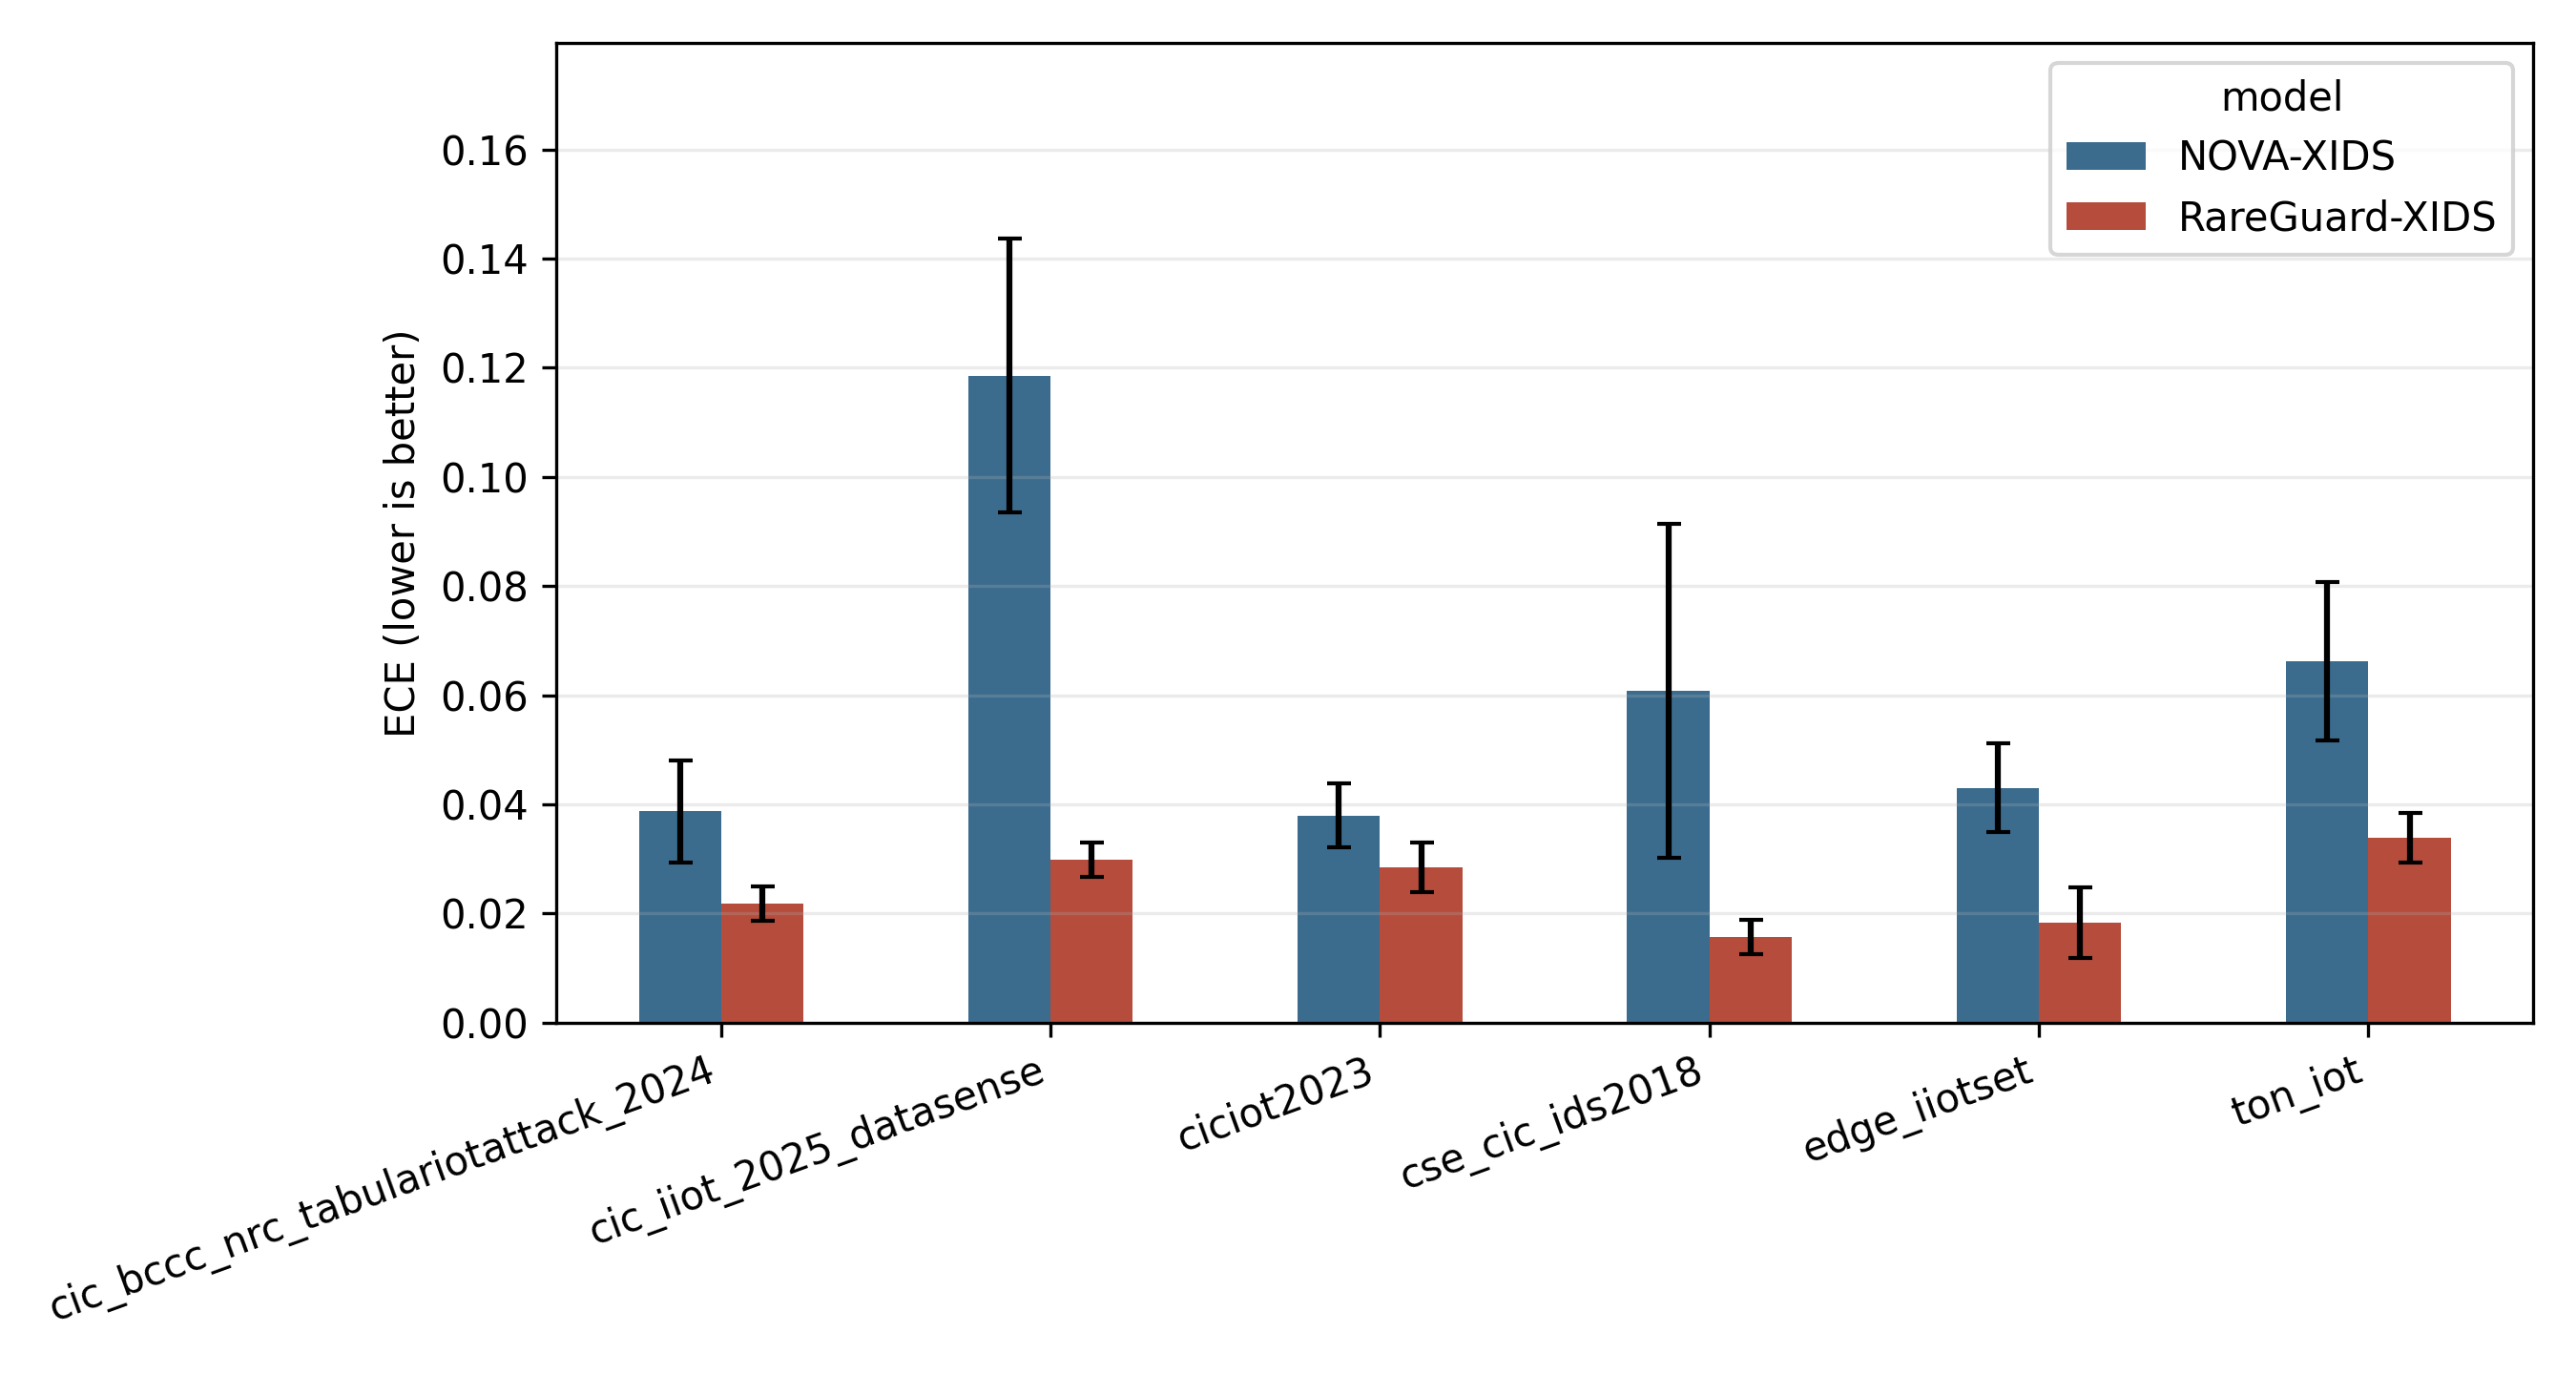 model
NOVA-XIDS
RareGuard-XIDS
ECE (lower is better)
0.16
0.14
0.12
0.10
0.08
0.06
0.04
0.02
0.00
cic_bccc_nrc_tabulariotattack_2024
cic_iiot_2025_datasense
ciciot2023
cse_cic_ids2018
edge_iiotset
ton_iot